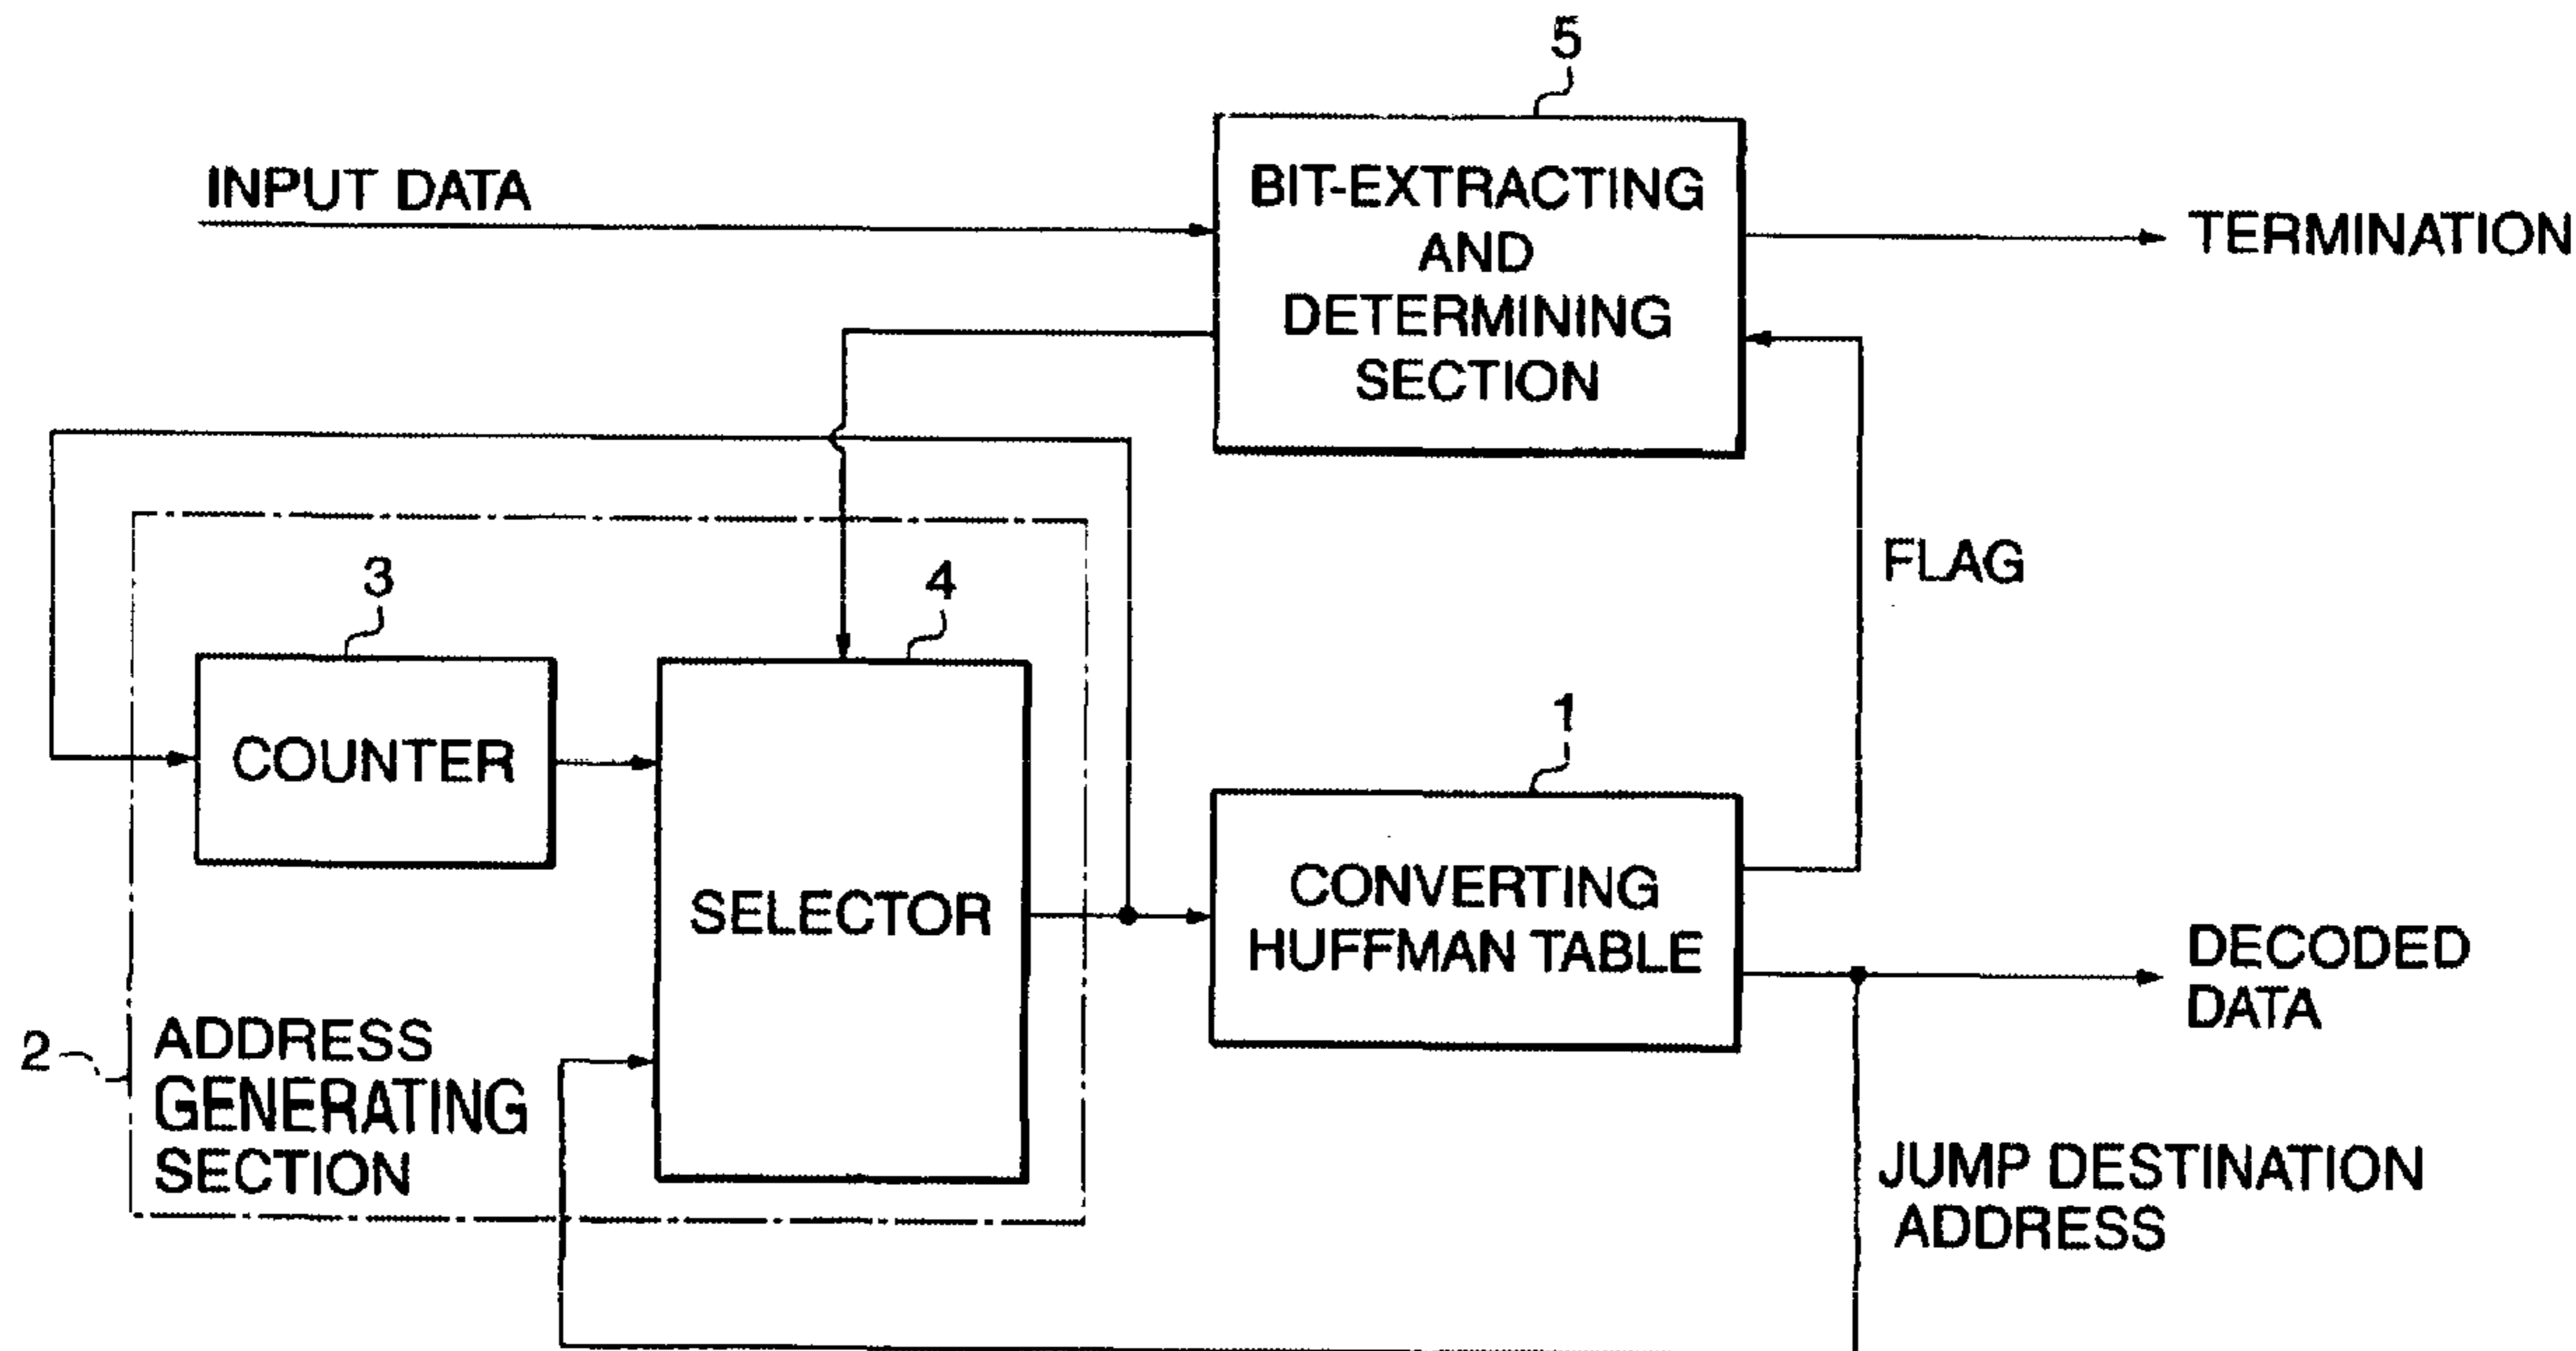 5
INPUT DATA
BIT-EXTRACTING
AND
DETERMINING
SECTION
TERMINATION
FLAG
3
4
COUNTER
SELECTOR
1
CONVERTING
HUFFMAN TABLE
DECODED
DATA
2
ADDRESS
GENERATING
SECTION
JUMP DESTINATION
ADDRESS